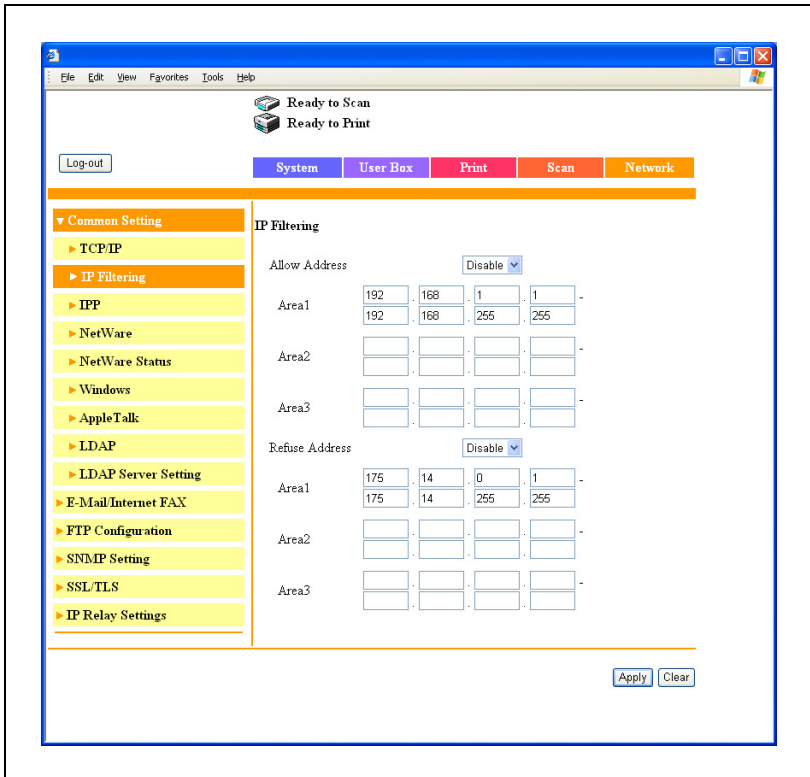 File Edit View Favorites Tools Help
Ready to Scan
Ready to Print
Log-out
System User Box Print Scan Network
▼ Common Setting
► TCP/IP
► IP Filtering
► IPP
► NetWare
► NetWare Status
► Windows
► AppleTalk
► LDAP
► LDAP Server Setting
► E-Mail/Internet FAX
► FTP Configuration
► SNMP Setting
► SSL/TLS
► IP Relay Settings
IP Filtering
Allow Address Disable
Area1 192 . 168 . 1 . 1 -
192 . 168 . 255 . 255
Area2 . . . -
. . .
Area3 . . . -
. . .
Refuse Address Disable
Area1 175 . 14 . 0 . 1 -
175 . 14 . 255 . 255
Area2 . . . -
. . .
Area3 . . . -
. . .
Apply Clear